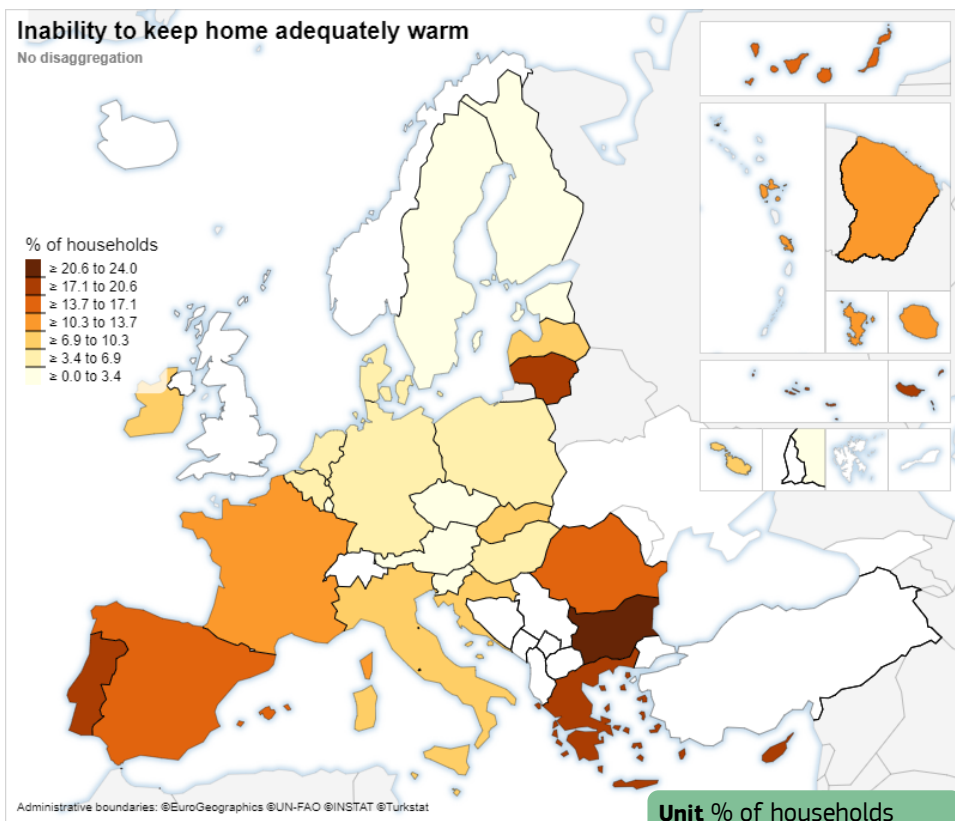 Inability to keep home adequately warm
No disaggregation
% of households
≥ 20.6 to 24.0
≥ 17.1 to 20.6
≥ 13.7 to 17.1
≥ 10.3 to 13.7
≥ 6.9 to 10.3
≥ 3.4 to 6.9
≥ 0.0 to 3.4
Administrative boundaries: ©EuroGeographics ©UN-FAO ©INSTAT ©Turkstat
Unit % of households